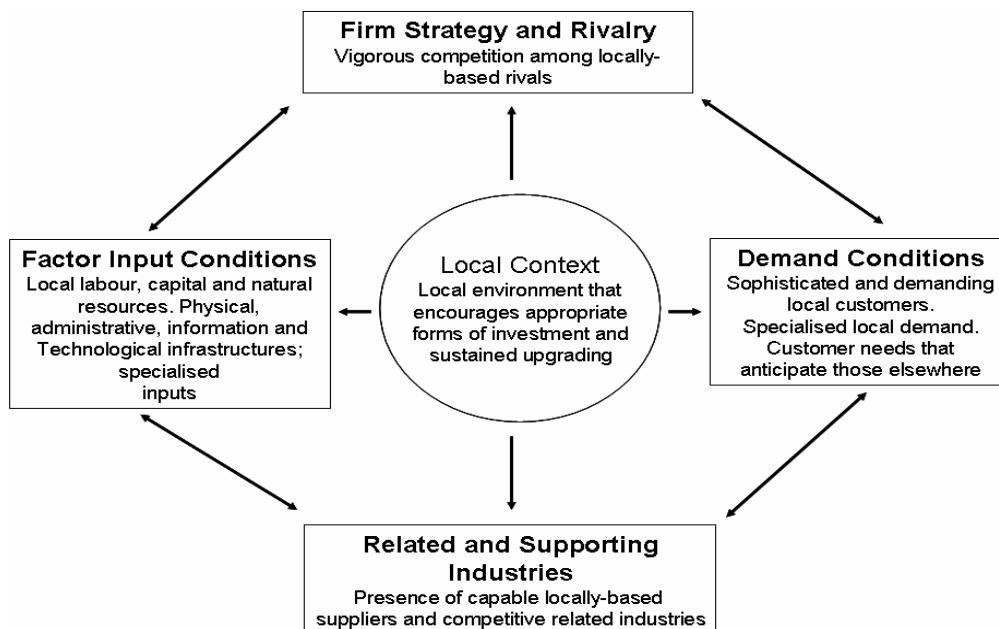 Firm Strategy and Rivalry
Vigorous competition among locally-
based rivals
Factor Input Conditions
Local labour, capital and natural
resources. Physical,
administrative, information and
Technological infrastructures;
specialised
inputs
Local Context
Local environment that
encourages appropriate
forms of investment and
sustained upgrading
Demand Conditions
Sophisticated and demanding
local customers.
Specialised local demand.
Customer needs that
anticipate those elsewhere
Related and Supporting
Industries
Presence of capable locally-based
suppliers and competitive related industries